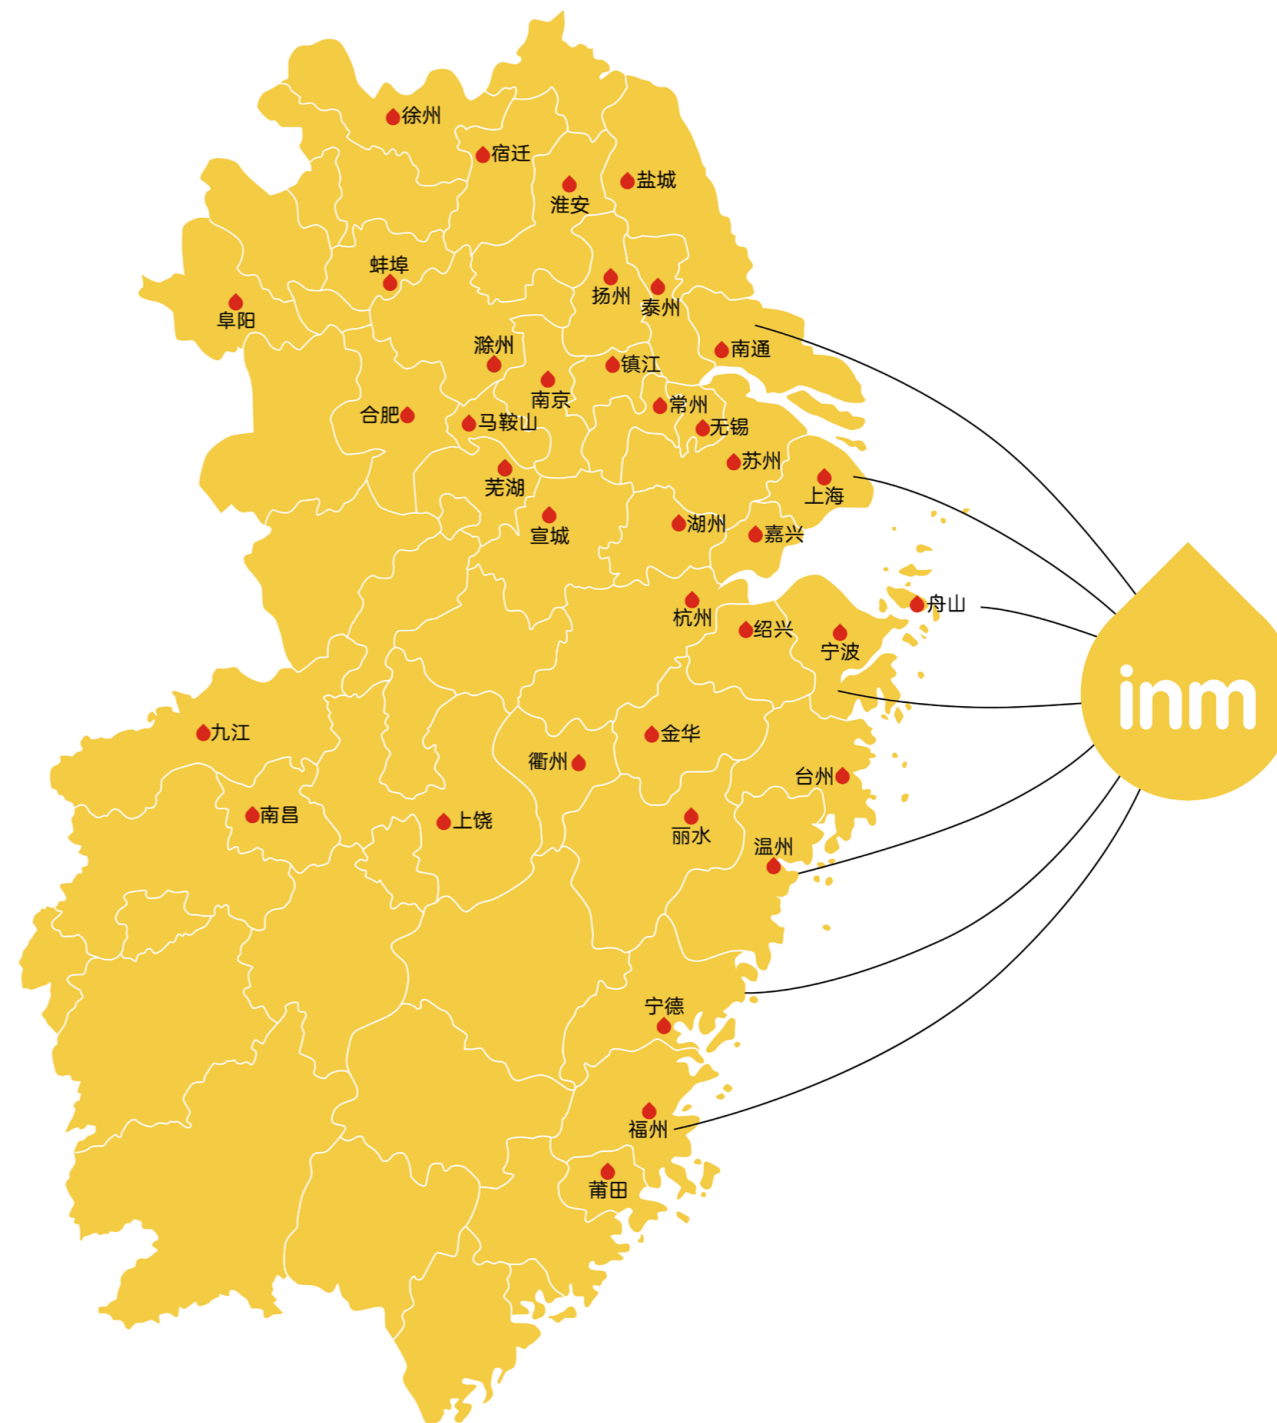 徐州
宿迁
淮安
盐城
蚌埠
阜阳
扬州
泰州
滁州
南京
镇江
南通
合肥
马鞍山
常州
无锡
芜湖
苏州
上海
宣城
湖州
嘉兴
杭州
绍兴
宁波
舟山
inm
九江
衢州
金华
台州
南昌
上饶
丽水
温州
宁德
福州
莆田